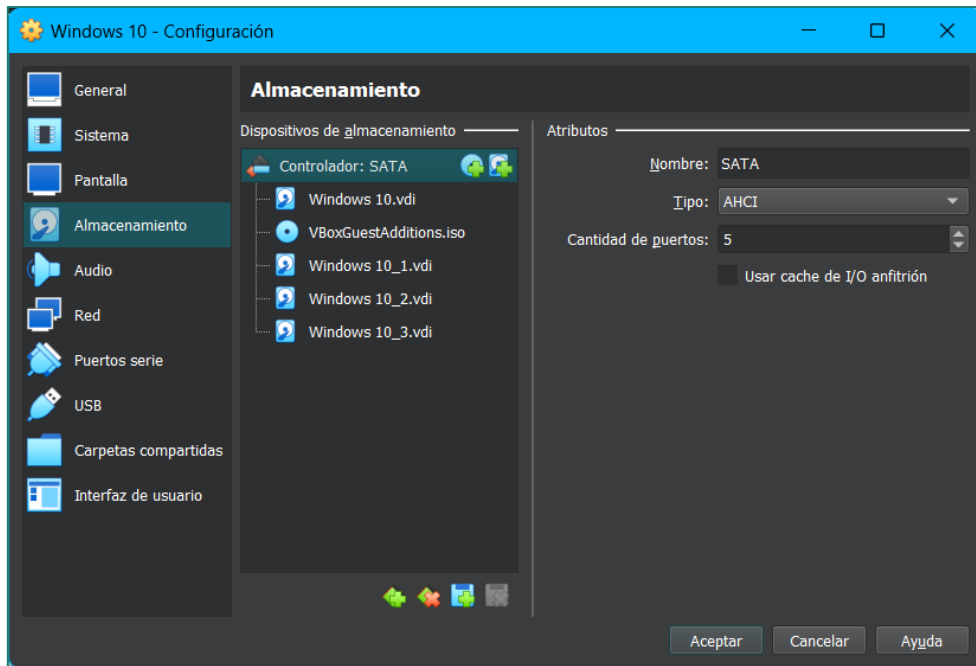 Windows 10 - Configuración
General
Sistema
Pantalla
Almacenamiento
Audio
Red
Puertos serie
USB
Carpetas compartidas
Interfaz de usuario
Almacenamiento
Dispositivos de almacenamiento
Controlador: SATA
Windows 10.vdi
VBoxGuestAdditions.iso
Windows 10_1.vdi
Windows 10_2.vdi
Windows 10_3.vdi
Atributos
Nombre: SATA
Tipo: AHCI
Cantidad de puertos: 5
Usar cache de I/O anfitrión
Aceptar Cancelar Ayuda